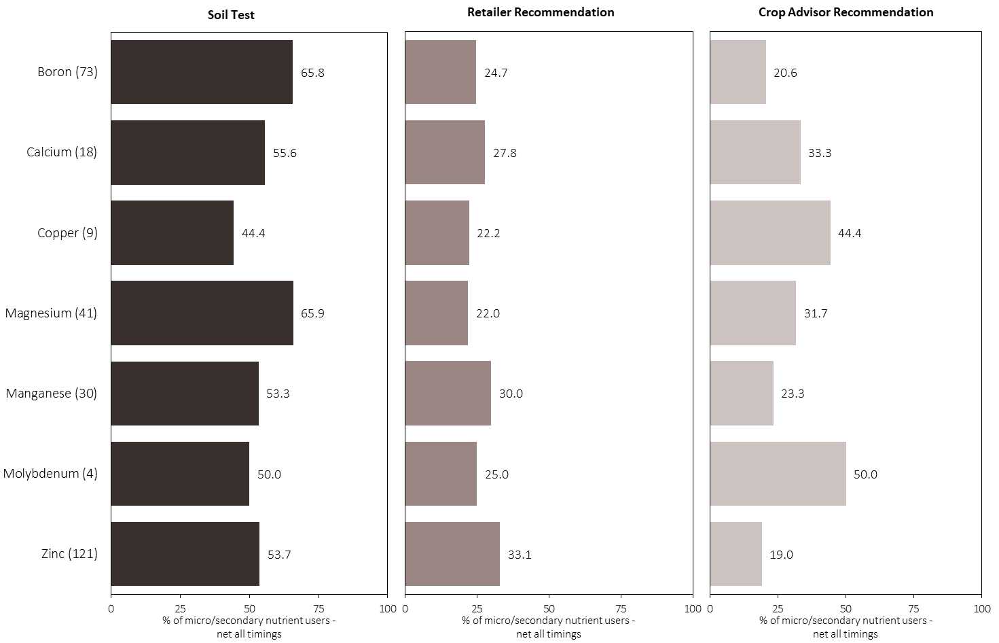 Soil Test
Retailer Recommendation
Crop Advisor Recommendation
Boron (73)
65.8
24.7
20.6
Calcium (18)
55.6
27.8
33.3
Copper (9)
44.4
22.2
44.4
Magnesium (41)
65.9
22.0
31.7
Manganese (30)
53.3
30.0
23.3
Molybdenum (4)
50.0
25.0
50.0
Zinc (121)
53.7
33.1
19.0
0 25 50 75 100
0 25 50 75 100
0 25 50 75 100
% of micro/secondary nutrient users -
net all timings
% of micro/secondary nutrient users -
net all timings
% of micro/secondary nutrient users -
net all timings